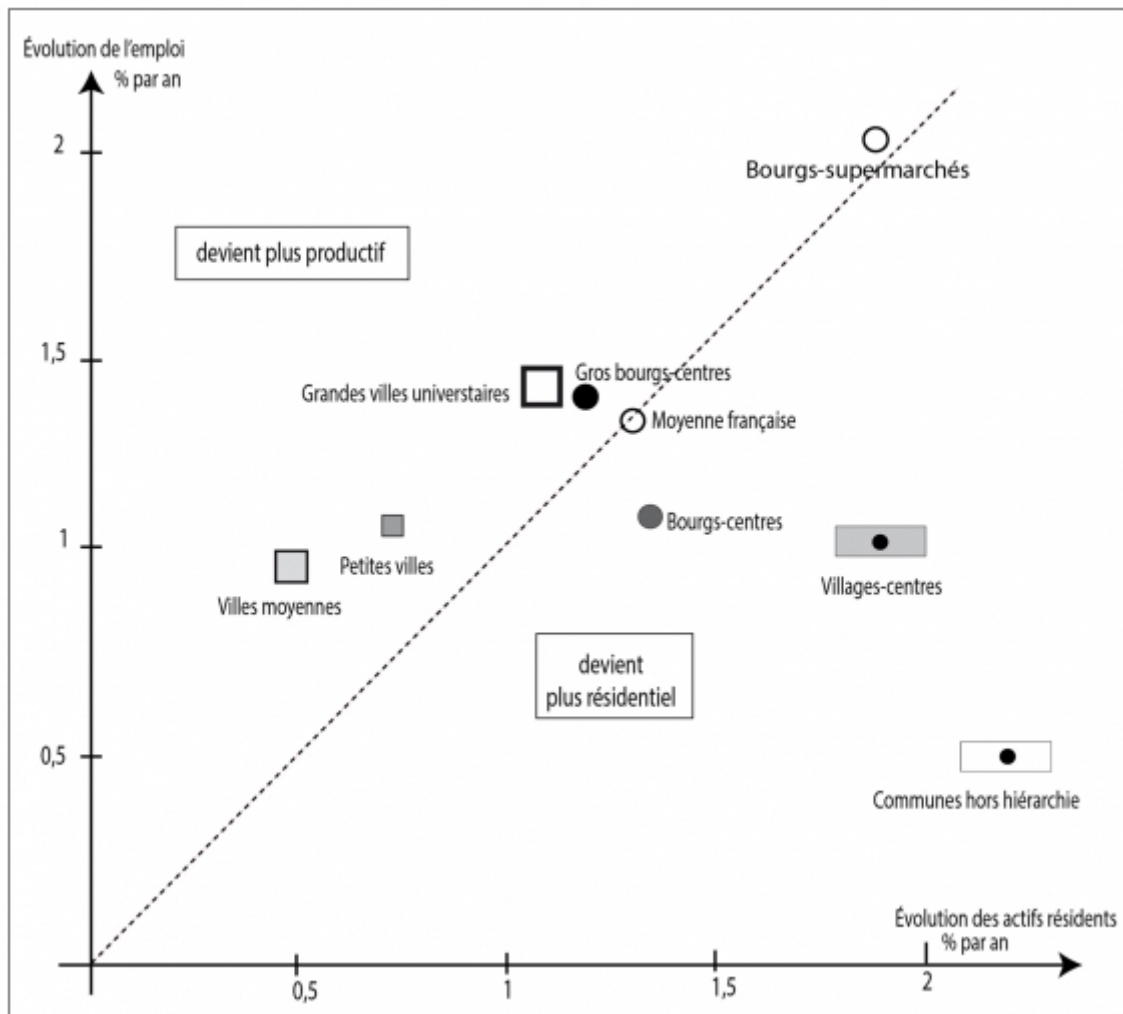 Évolution de l'emploi
% par an
2
Bourgs-supermarchés
devient plus productif
1,5
Gros bourgs-centres
Grandes villes universtaires
Moyenne française
Bourgs-centres
1
Petites villes
Villages-centres
Villes moyennes
devient
plus résidentiel
0,5
Communes hors hiérarchie
Évolution des actifs résidents
% par an
0,5
1
1,5
2